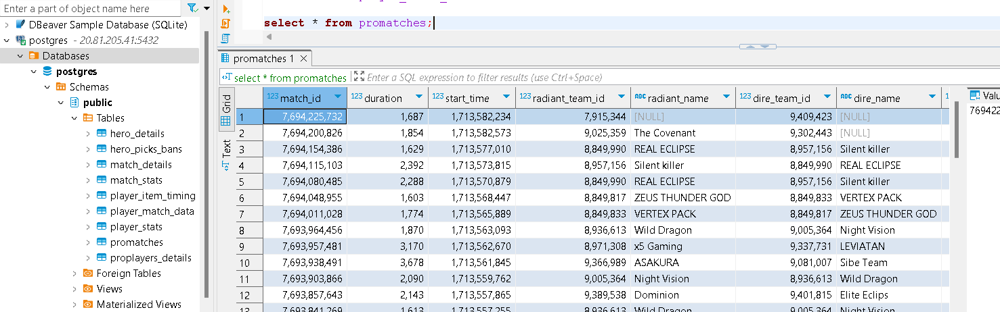 Enter a part of object name here
DBeaver Sample Database (SQLite)
postgres - 20.81.205.41:5432
Databases
postgres
Schemas
public
Tables
hero_details
hero_picks_bans
match_details
match_stats
player_item_timing
player_match_data
player_stats
promatches
proplayers_details
Foreign Tables
Views
Materialized Views
select * from promatches;
promatches 1
select * from promatches Enter a SQL expression to filter results (use Ctrl+Space)
Grid
Text
123 match_id 123 duration 123 start_time 123 radiant_team_id ABC radiant_name 123 dire_team_id ABC dire_name
1 7,694,225,732 1,687 1,713,582,234 7,915,344 [NULL] 9,409,423 [NULL]
2 7,694,200,826 1,854 1,713,582,573 9,025,359 The Covenant 9,302,443 [NULL]
3 7,694,154,386 1,629 1,713,577,010 8,849,990 REAL ECLIPSE 8,957,156 Silent killer
4 7,694,115,103 2,392 1,713,573,815 8,957,156 Silent killer 8,849,990 REAL ECLIPSE
5 7,694,080,485 2,288 1,713,570,879 8,849,990 REAL ECLIPSE 8,957,156 Silent killer
6 7,694,048,955 1,603 1,713,568,447 8,849,817 ZEUS THUNDER GOD 8,849,833 VERTEX PACK
7 7,694,011,028 1,774 1,713,565,889 8,849,833 VERTEX PACK 8,849,817 ZEUS THUNDER GOD
8 7,693,964,456 1,870 1,713,563,093 8,936,613 Wild Dragon 9,005,364 Night Vision
9 7,693,957,481 3,170 1,713,562,670 8,971,308 x5 Gaming 9,337,731 LEVIATAN
10 7,693,938,491 3,678 1,713,561,845 9,366,989 ASAKURA 9,081,007 Sibe Team
11 7,693,903,866 2,090 1,713,559,762 9,005,364 Night Vision 8,936,613 Wild Dragon
12 7,693,857,643 2,143 1,713,557,865 9,389,538 Dominion 9,401,815 Elite Eclips
7,693,841,269 1,613 1,713,557,255 8,936,613 Wild Dragon 9,005,364 Night Vision
Valu
769422